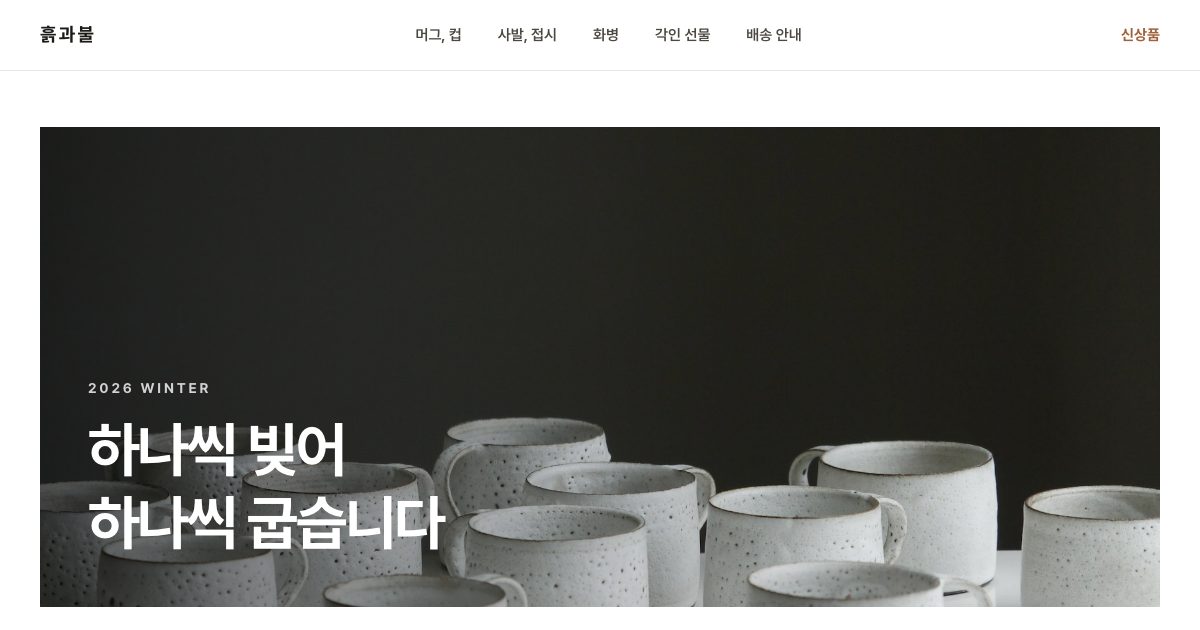 흙과불
머그, 컵
사발, 접시
화병
각인 선물
배송 안내
신상품
2026 WINTER
하나씩 빚어
하나씩 굽습니다